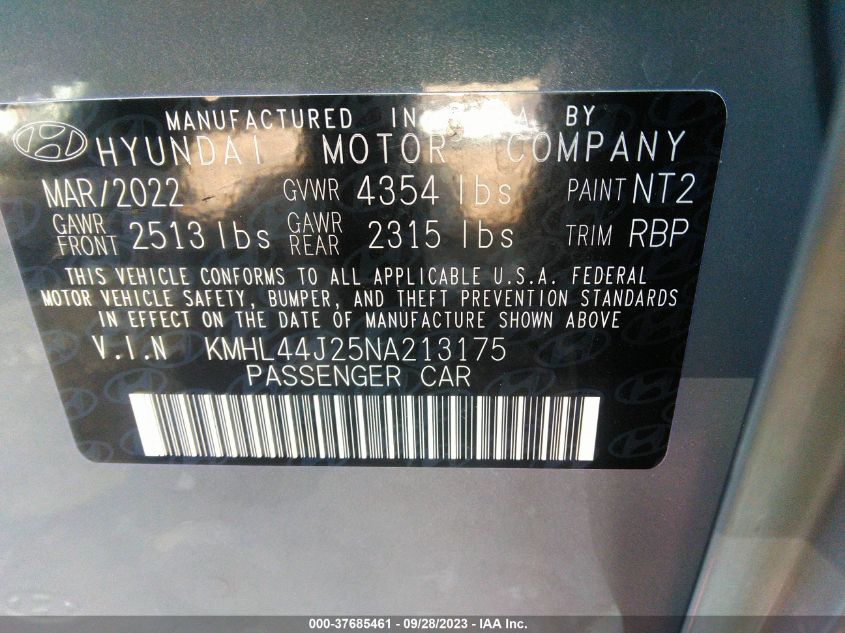 MANUFACTURED IN BY
HYUNDAI MOTOR COMPANY
MAR/2022 GVWR 4354 lbs PAINT NT2
GAWR FRONT 2513 lbs GAWR REAR 2315 lbs TRIM RBP
THIS VEHICLE CONFORMS TO ALL APPLICABLE U.S.A. FEDERAL
MOTOR VEHICLE SAFETY, BUMPER, AND THEFT PREVENTION STANDARDS
IN EFFECT ON THE DATE OF MANUFACTURE SHOWN ABOVE
V.I.N KMHL44J25NA213175
PASSENGER CAR
000-37685461 - 09/28/2023 - IAA Inc.